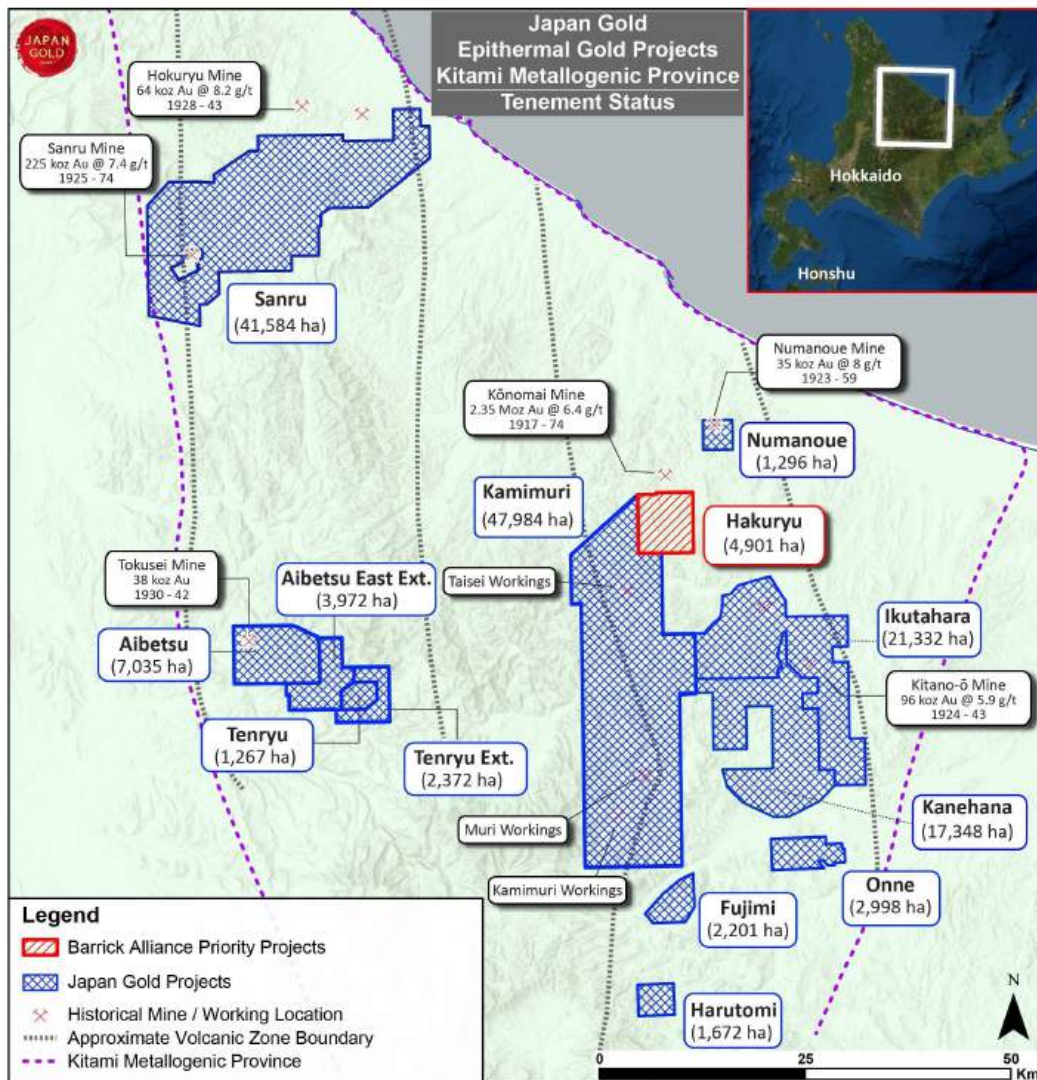 JAPAN
GOLD
Japan Gold
Epithermal Gold Projects
Kitami Metallogenic Province
Tenement Status
Hokkaido
Honshu
Hokuryu Mine
64 koz Au @ 8.2 g/t
1928 - 43
Sanru Mine
225 koz Au @ 7.4 g/t
1925 - 74
Sanru
(41,584 ha)
Numanoue Mine
35 koz Au @ 8 g/t
1923 - 59
Kōnomai Mine
2.35 Moz Au @ 6.4 g/t
1917 - 74
Numanoue
(1,296 ha)
Kamimuri
(47,984 ha)
Hakuryu
(4,901 ha)
Tokusei Mine
38 koz Au
1930 - 42
Aibetsu East Ext.
(3,972 ha)
Taisei Workings
Aibetsu
(7,035 ha)
Ikutahara
(21,332 ha)
Kitano-ō Mine
96 koz Au @ 5.9 g/t
1924 - 43
Tenryu
(1,267 ha)
Tenryu Ext.
(2,372 ha)
Muri Workings
Kanehana
(17,348 ha)
Kamimuri Workings
Onne
(2,998 ha)
Fujimi
(2,201 ha)
Harutomi
(1,672 ha)
Legend
Barrick Alliance Priority Projects
Japan Gold Projects
Historical Mine / Working Location
Approximate Volcanic Zone Boundary
Kitami Metallogenic Province
N
0 25 50
Km